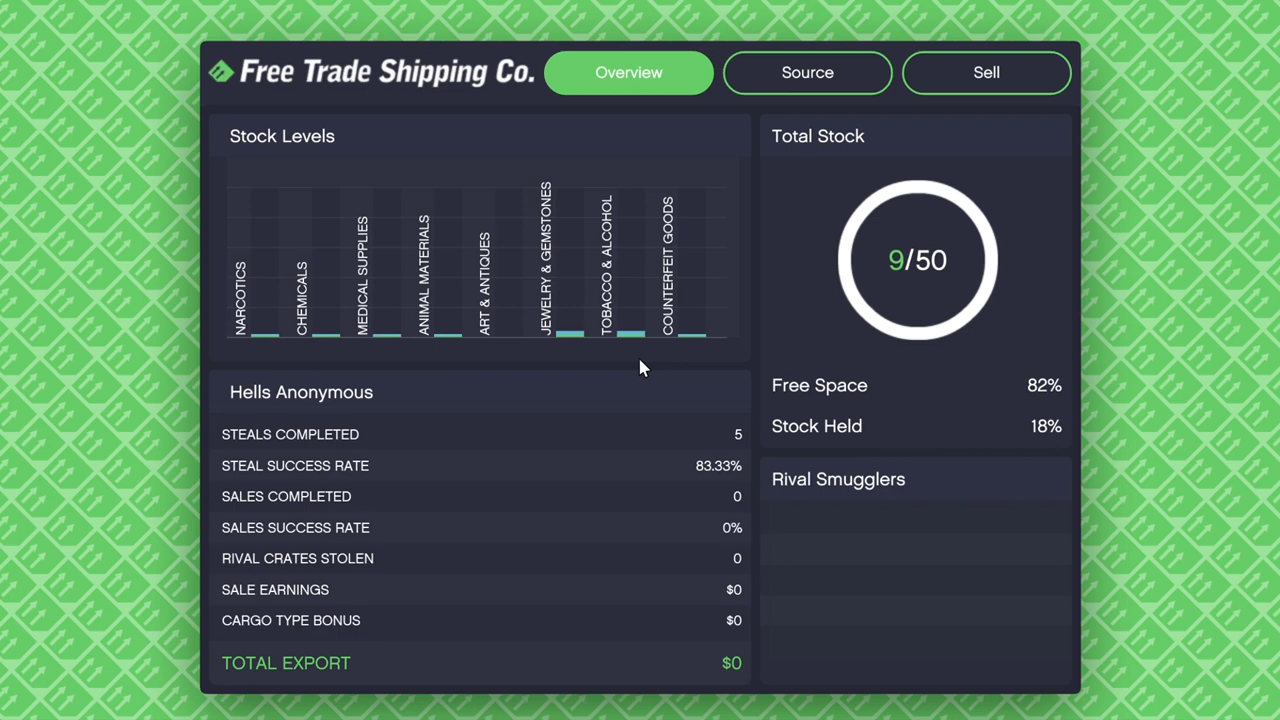 Free Trade Shipping Co.
Overview
Source
Sell
Stock Levels
NARCOTICS
CHEMICALS
MEDICAL SUPPLIES
ANIMAL MATERIALS
ART & ANTIQUES
JEWELRY & GEMSTONES
TOBACCO & ALCOHOL
COUNTERFEIT GOODS
Total Stock
9/50
Free Space 82%
Stock Held 18%
Hells Anonymous
STEALS COMPLETED 5
STEAL SUCCESS RATE 83.33%
SALES COMPLETED 0
SALES SUCCESS RATE 0%
RIVAL CRATES STOLEN 0
SALE EARNINGS $0
CARGO TYPE BONUS $0
TOTAL EXPORT $0
Rival Smugglers